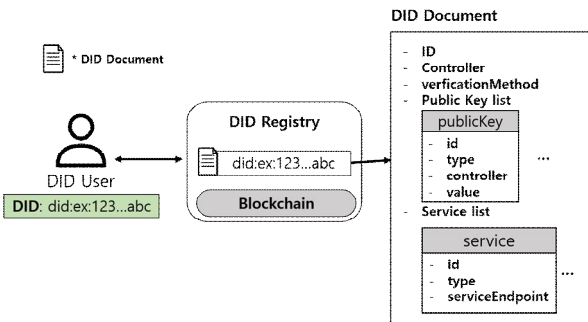 DID Document
* DID Document
- ID
- Controller
- verficationMethod
- Public Key list
publicKey
- id
- type
- controller
- value
...
- Service list
service
- id
- type
- serviceEndpoint
...
DID Registry
did:ex:123...abc
Blockchain
DID User
DID: did:ex:123...abc